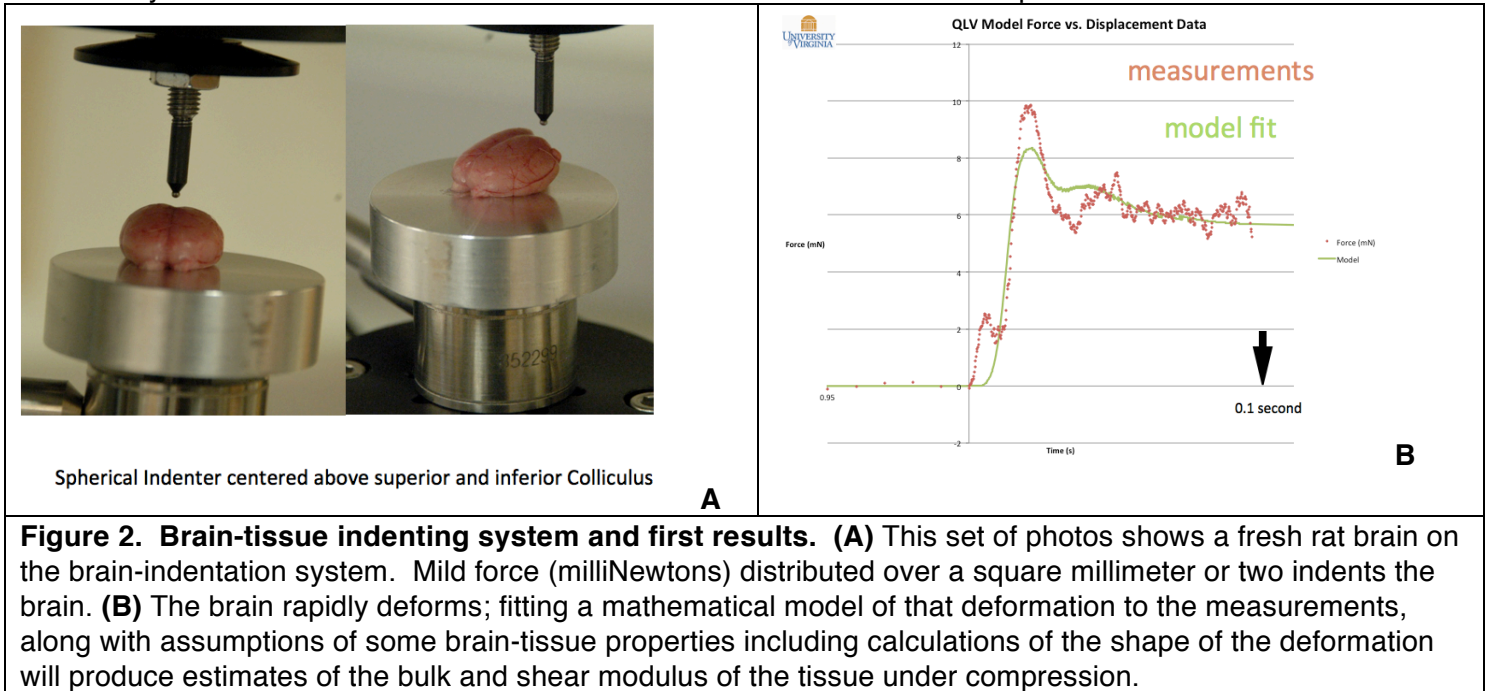 352299
Spherical Indenter centered above superior and inferior Colliculus
A
UNIVERSITY
of VIRGINIA
QLV Model Force vs. Displacement Data
measurements
model fit
12
10
8
6
4
2
0
-2
Force (mN)
0.95
Time (s)
Force (mN)
Model
0.1 second
B
Figure 2. Brain-tissue indenting system and first results. (A) This set of photos shows a fresh rat brain on
the brain-indentation system. Mild force (milliNewtons) distributed over a square millimeter or two indents the
brain. (B) The brain rapidly deforms; fitting a mathematical model of that deformation to the measurements,
along with assumptions of some brain-tissue properties including calculations of the shape of the deformation
will produce estimates of the bulk and shear modulus of the tissue under compression.